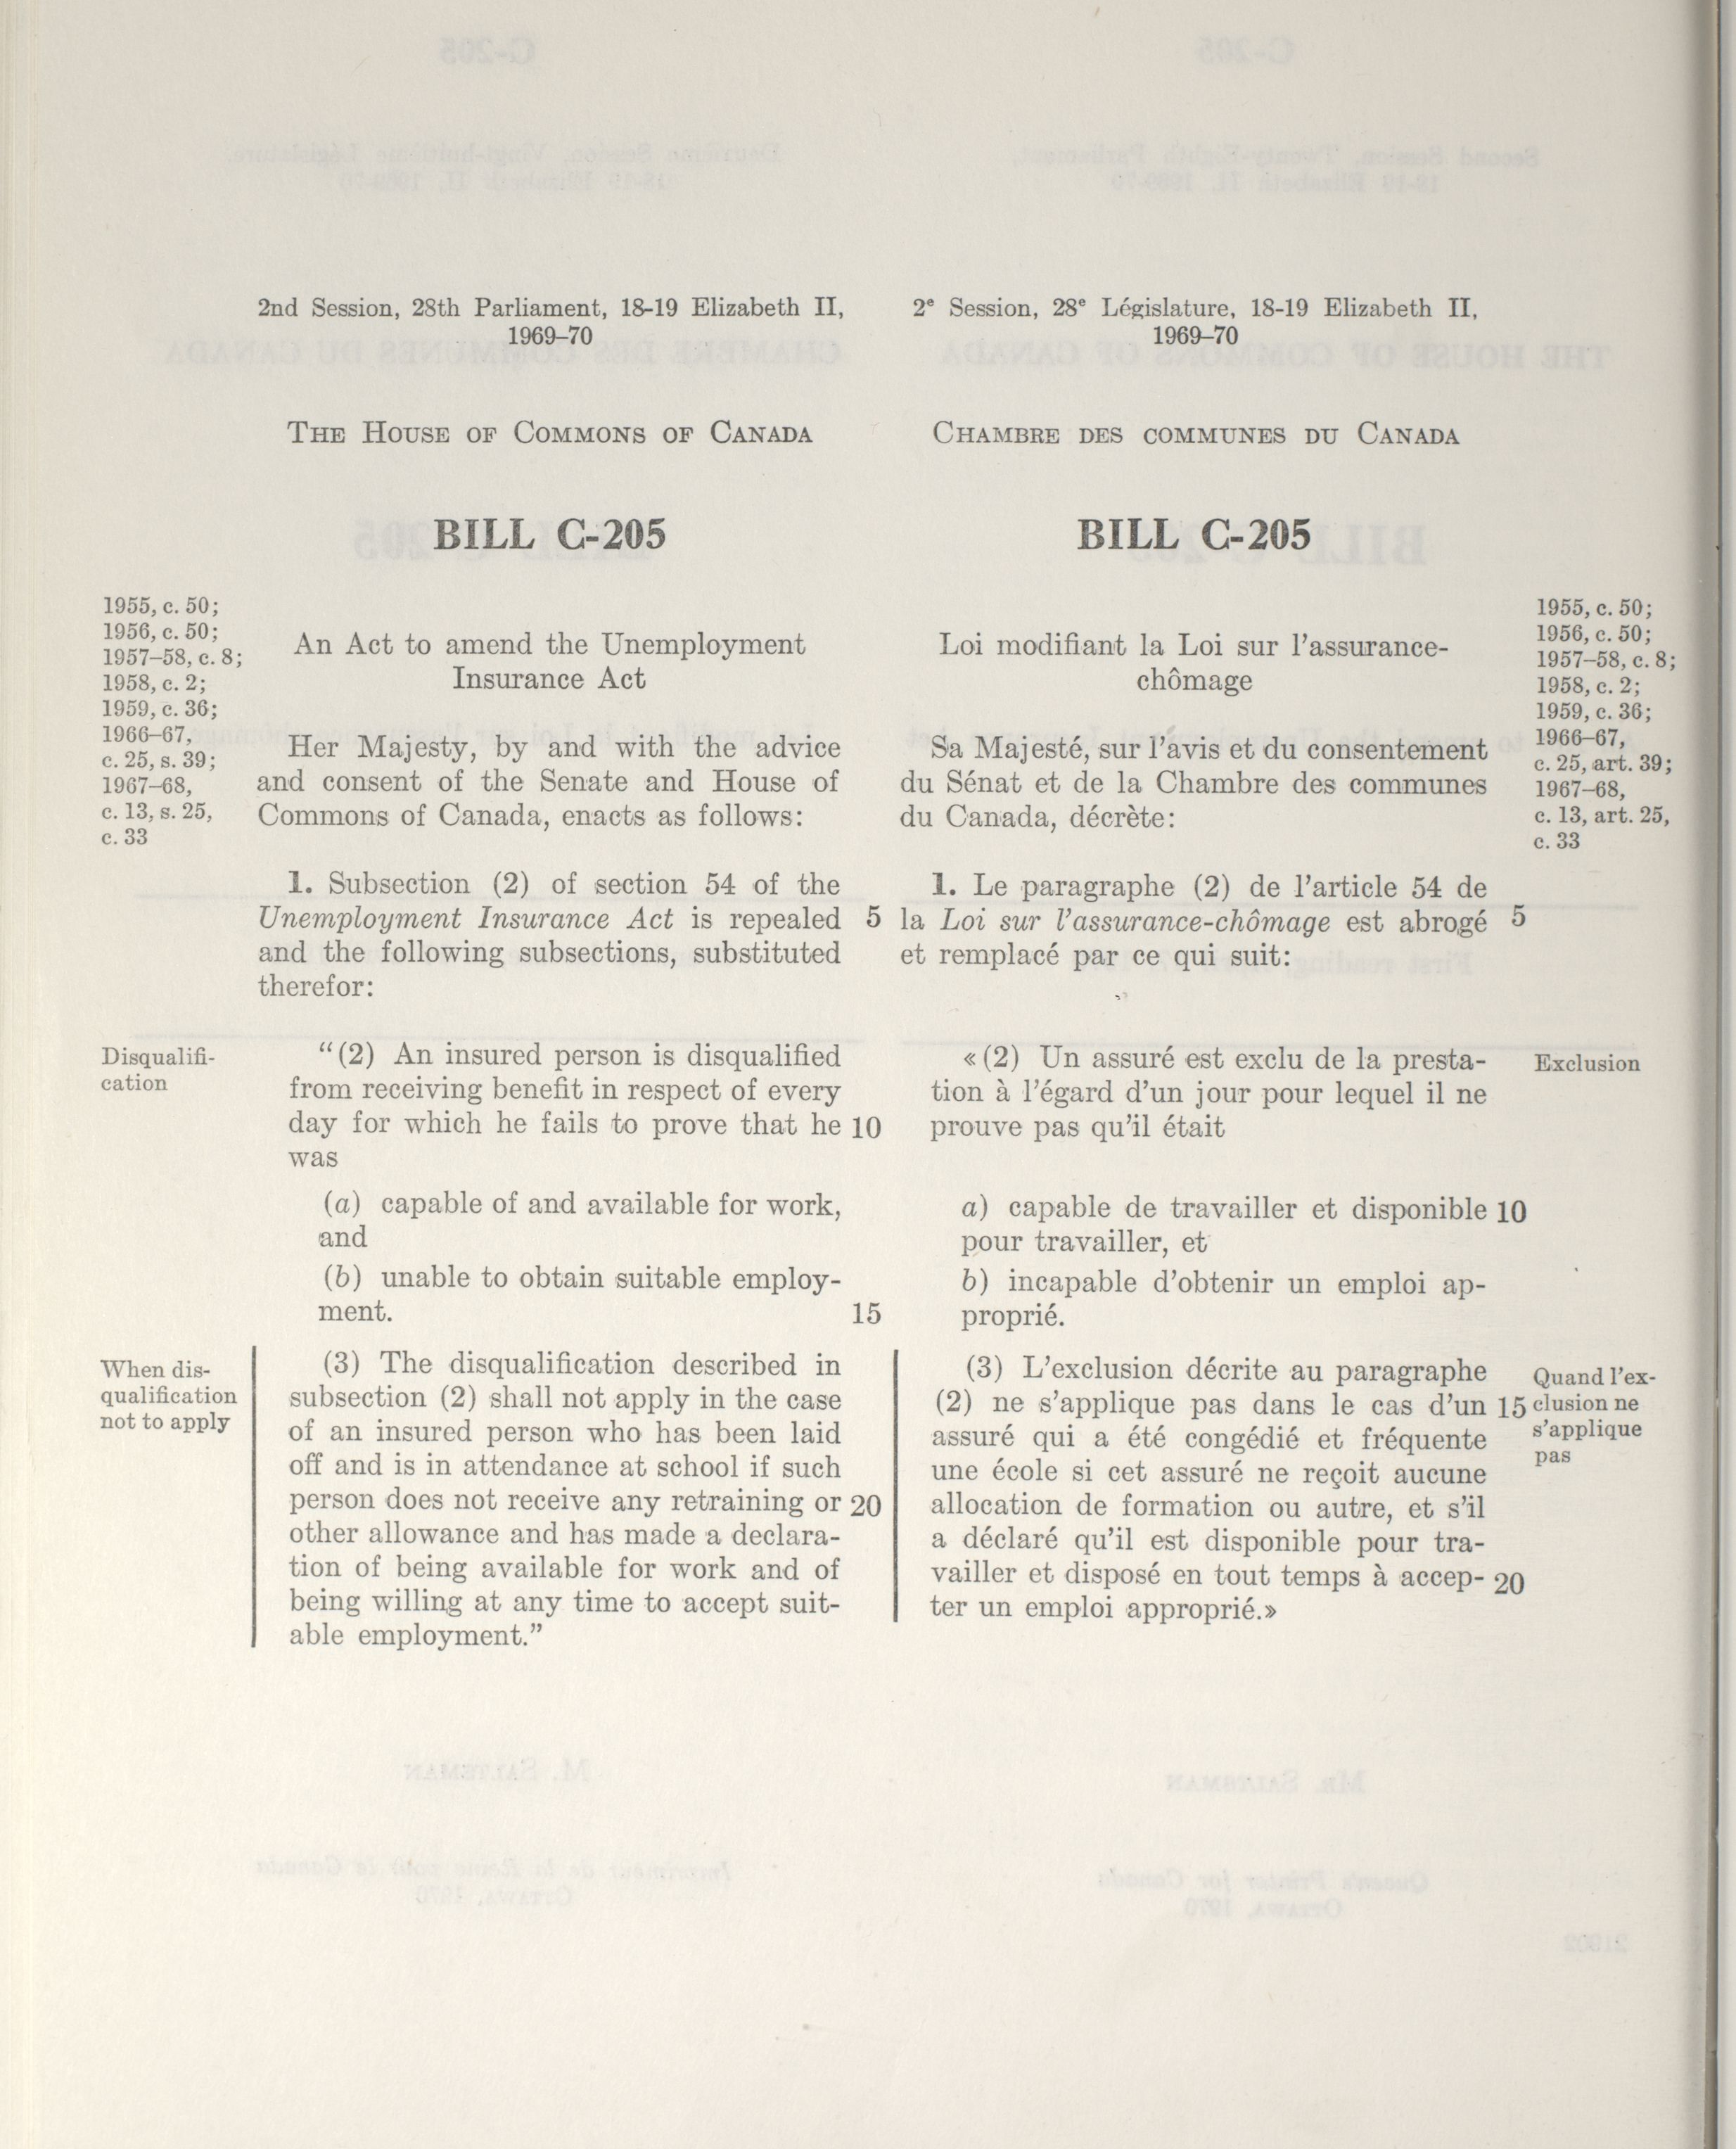 2nd Session, 28th Parliament, 18-19 Elizabeth II,
1969–70
THE HOUSE OF COMMONS OF CANADA
BILL C-205
1955, c. 50;
1956, c. 50;
1957–58, c. 8;
1958, c. 2;
1959, c. 36;
1966–67,
c. 25, s. 39;
1967–68,
c. 13, s. 25,
c. 33
An Act to amend the Unemployment
Insurance Act
Her Majesty, by and with the advice
and consent of the Senate and House of
Commons of Canada, enacts as follows:
1. Subsection (2) of section 54 of the
Unemployment Insurance Act is repealed 5
and the following subsections, substituted
therefor:
Disqualifi-
cation
“(2) An insured person is disqualified
from receiving benefit in respect of every
day for which he fails to prove that he 10
was
(a) capable of and available for work,
and
(b) unable to obtain suitable employ-
ment. 15
When dis-
qualification
not to apply
(3) The disqualification described in
subsection (2) shall not apply in the case
of an insured person who has been laid
off and is in attendance at school if such
person does not receive any retraining or 20
other allowance and has made a declara-
tion of being available for work and of
being willing at any time to accept suit-
able employment.”
2e Session, 28e Législature, 18-19 Elizabeth II,
1969–70
CHAMBRE DES COMMUNES DU CANADA
BILL C-205
Loi modifiant la Loi sur l’assurance-
chômage
1955, c. 50;
1956, c. 50;
1957–58, c. 8;
1958, c. 2;
1959, c. 36;
1966–67,
c. 25, art. 39;
1967–68,
c. 13, art. 25,
c. 33
Sa Majesté, sur l’avis et du consentement
du Sénat et de la Chambre des communes
du Canada, décrète:
1. Le paragraphe (2) de l’article 54 de
la Loi sur l’assurance-chômage est abrogé 5
et remplacé par ce qui suit:
«(2) Un assuré est exclu de la presta-
tion à l’égard d’un jour pour lequel il ne
prouve pas qu’il était
Exclusion
a) capable de travailler et disponible 10
pour travailler, et
b) incapable d’obtenir un emploi ap-
proprié.
(3) L’exclusion décrite au paragraphe
(2) ne s’applique pas dans le cas d’un 15
assuré qui a été congédié et fréquente
une école si cet assuré ne reçoit aucune
allocation de formation ou autre, et s’il
a déclaré qu’il est disponible pour tra-
vailler et disposé en tout temps à accep- 20
ter un emploi approprié.»
Quand l’ex-
clusion ne
s’applique
pas